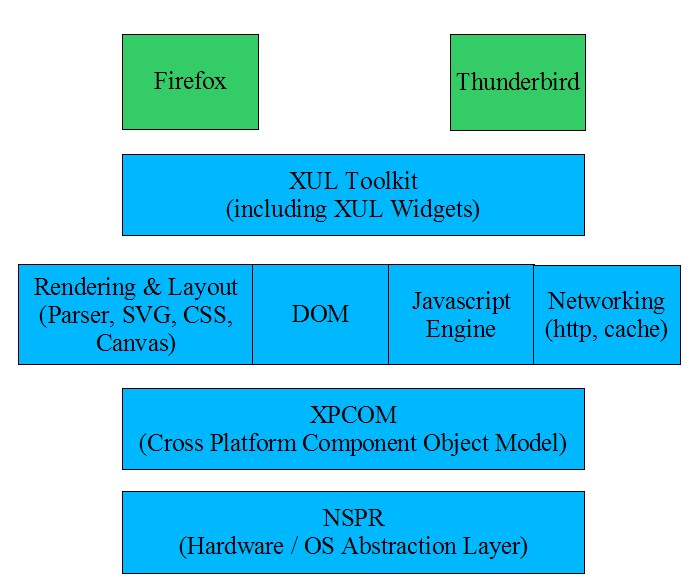 Firefox
Thunderbird
XUL Toolkit
(including XUL Widgets)
Rendering & Layout
(Parser, SVG, CSS,
Canvas)
DOM
Javascript
Engine
Networking
(http, cache)
XPCOM
(Cross Platform Component Object Model)
NSPR
(Hardware / OS Abstraction Layer)